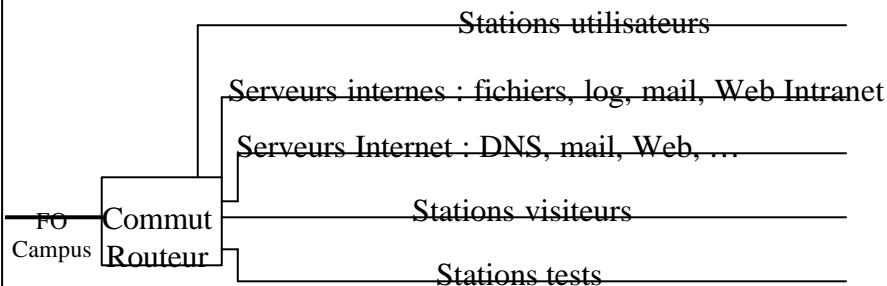 Stations utilisateurs
Serveurs internes : fichiers, log, mail, Web Intranet
Serveurs Internet : DNS, mail, Web, …
Stations visiteurs
FO
Campus
Commut
Routeur
Stations tests